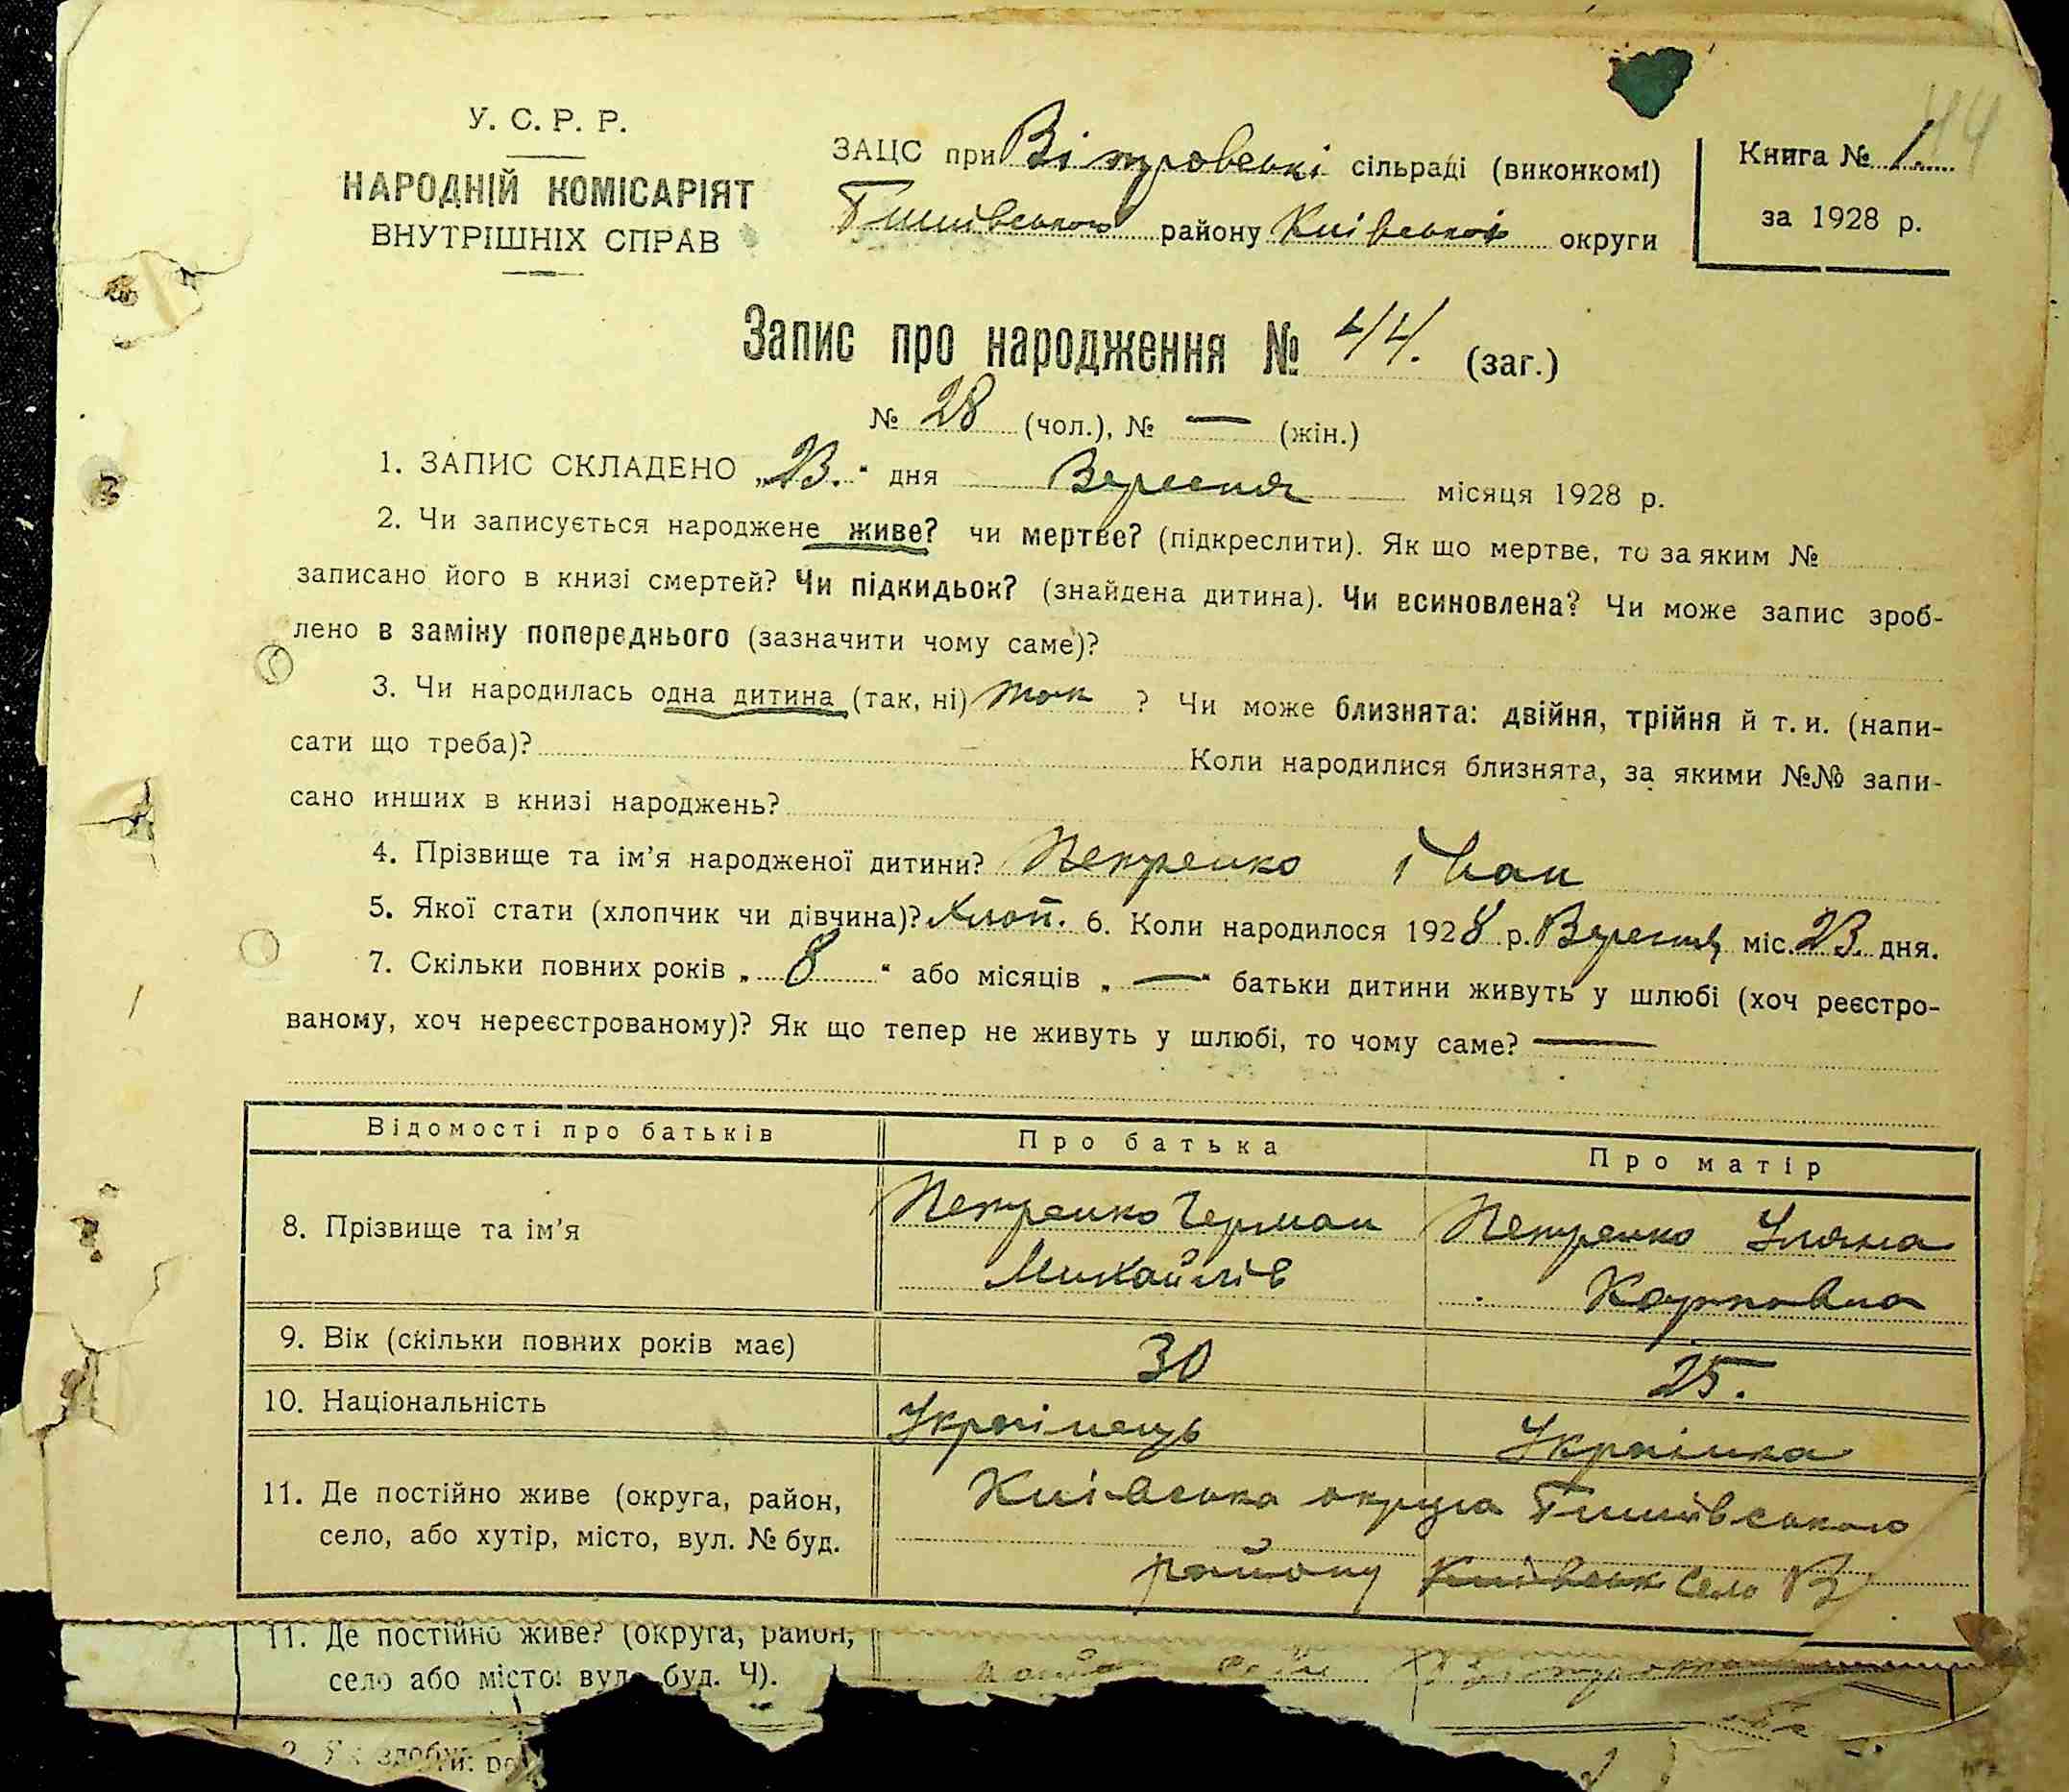 44
У. С. Р. Р.
НАРОДНІЙ КОМІСАРІЯТ
ВНУТРІШНІХ СПРАВ
ЗАЦС при сільраді (виконкомі)
району Київської округи
Книга № 1
за 1928 р.
Запис про народження № 44. (заг.)
№ 28 (чол.), № — (жін.)
1. ЗАПИС СКЛАДЕНО „23.“ дня Вересня місяця 1928 р.
2. Чи записується народжене живе? чи мертве? (підкреслити). Як що мертве, то за яким №
записано його в книзі смертей? Чи підкидьок? (знайдена дитина). Чи всиновлена? Чи може запис зроб-
лено в заміну попереднього (зазначити чому саме)?
3. Чи народилась одна дитина (так, ні) так ? Чи може близнята: двійня, трійня й т. и. (напи-
сати що треба)? Коли народилися близнята, за якими №№ запи-
сано инших в книзі народжень?
4. Прізвище та ім’я народженої дитини? Петренко Іван
5. Якої стати (хлопчик чи дівчина)? Хлоп. 6. Коли народилося 1928 р. Вересня міс. 23. дня.
7. Скільки повних років „ 8 “ або місяців „ — “ батьки дитини живуть у шлюбі (хоч реєстро-
ваному, хоч нереєстрованому)? Як що тепер не живуть у шлюбі, то чому саме? —
Відомості про батьків Про батька Про матір
8. Прізвище та ім’я Петренко Герман Петренко Уляна
Михайлів Карповна
9. Вік (скільки повних років має) 30 25.
10. Національність Українець Українка
11. Де постійно живе (округа, район, Київська округа
село, або хутір, місто, вул. № буд. району Київськ село В
11. Де постійно живе? (округа, район,
село або місто: вул. буд. Ч).